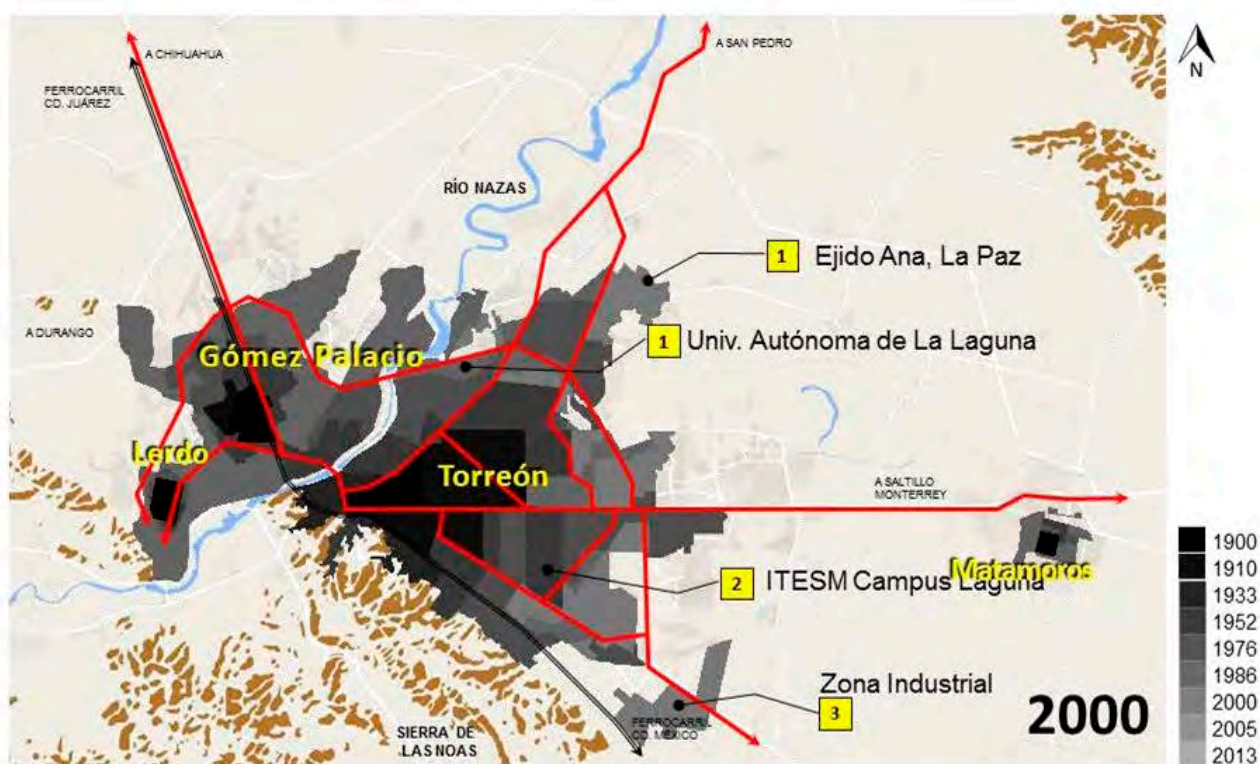 A CHIHUAHUA
A SAN PEDRO
N
FERROCARRIL
CD. JUÁREZ
RÍO NAZAS
1 Ejido Ana, La Paz
A DURANGO
1 Univ. Autónoma de La Laguna
Gómez Palacio
Lerdo
Torreón
A SALTILLO
MONTERREY
Matamoros
2 ITESM Campus Laguna
Zona Industrial
3
FERROCARRIL
CD. MÉXICO
SIERRA DE
LAS NOAS
2000
1900
1910
1933
1952
1976
1986
2000
2005
2013